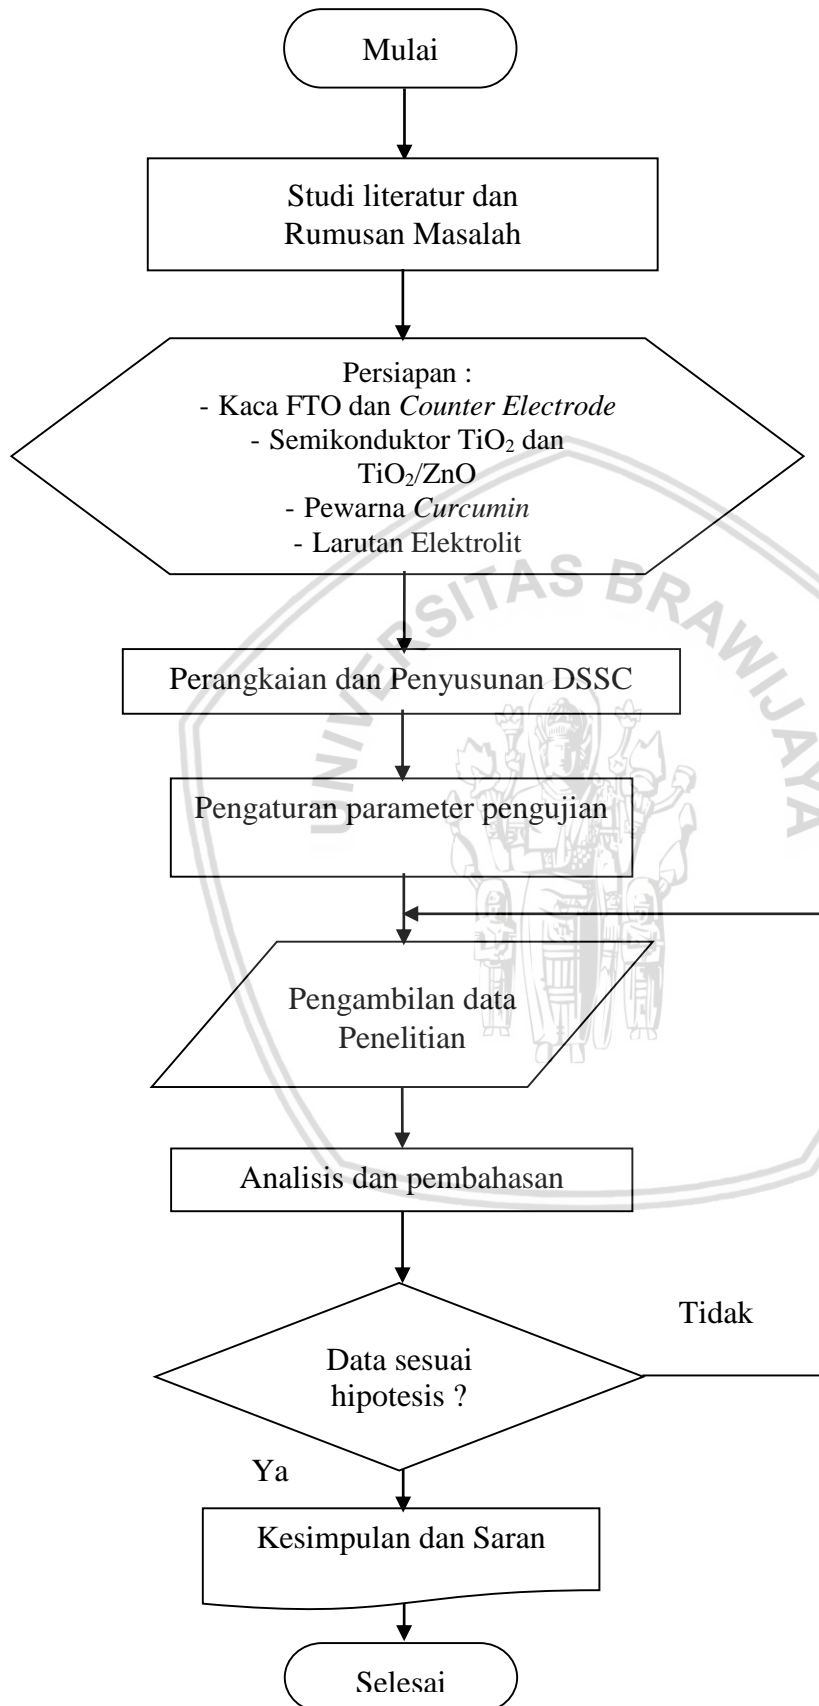 Mulai
Studi literatur dan
Rumusan Masalah
Persiapan :
- Kaca FTO dan Counter Electrode
- Semikonduktor TiO₂ dan
TiO₂/ZnO
- Pewarna Curcumin
- Larutan Elektrolit
UNIVERSITAS BRAWIJAYA
Perangkaian dan Penyusunan DSSC
Pengaturan parameter pengujian
Pengambilan data
Penelitian
Analisis dan pembahasan
Tidak
Data sesuai
hipotesis ?
Ya
Kesimpulan dan Saran
Selesai